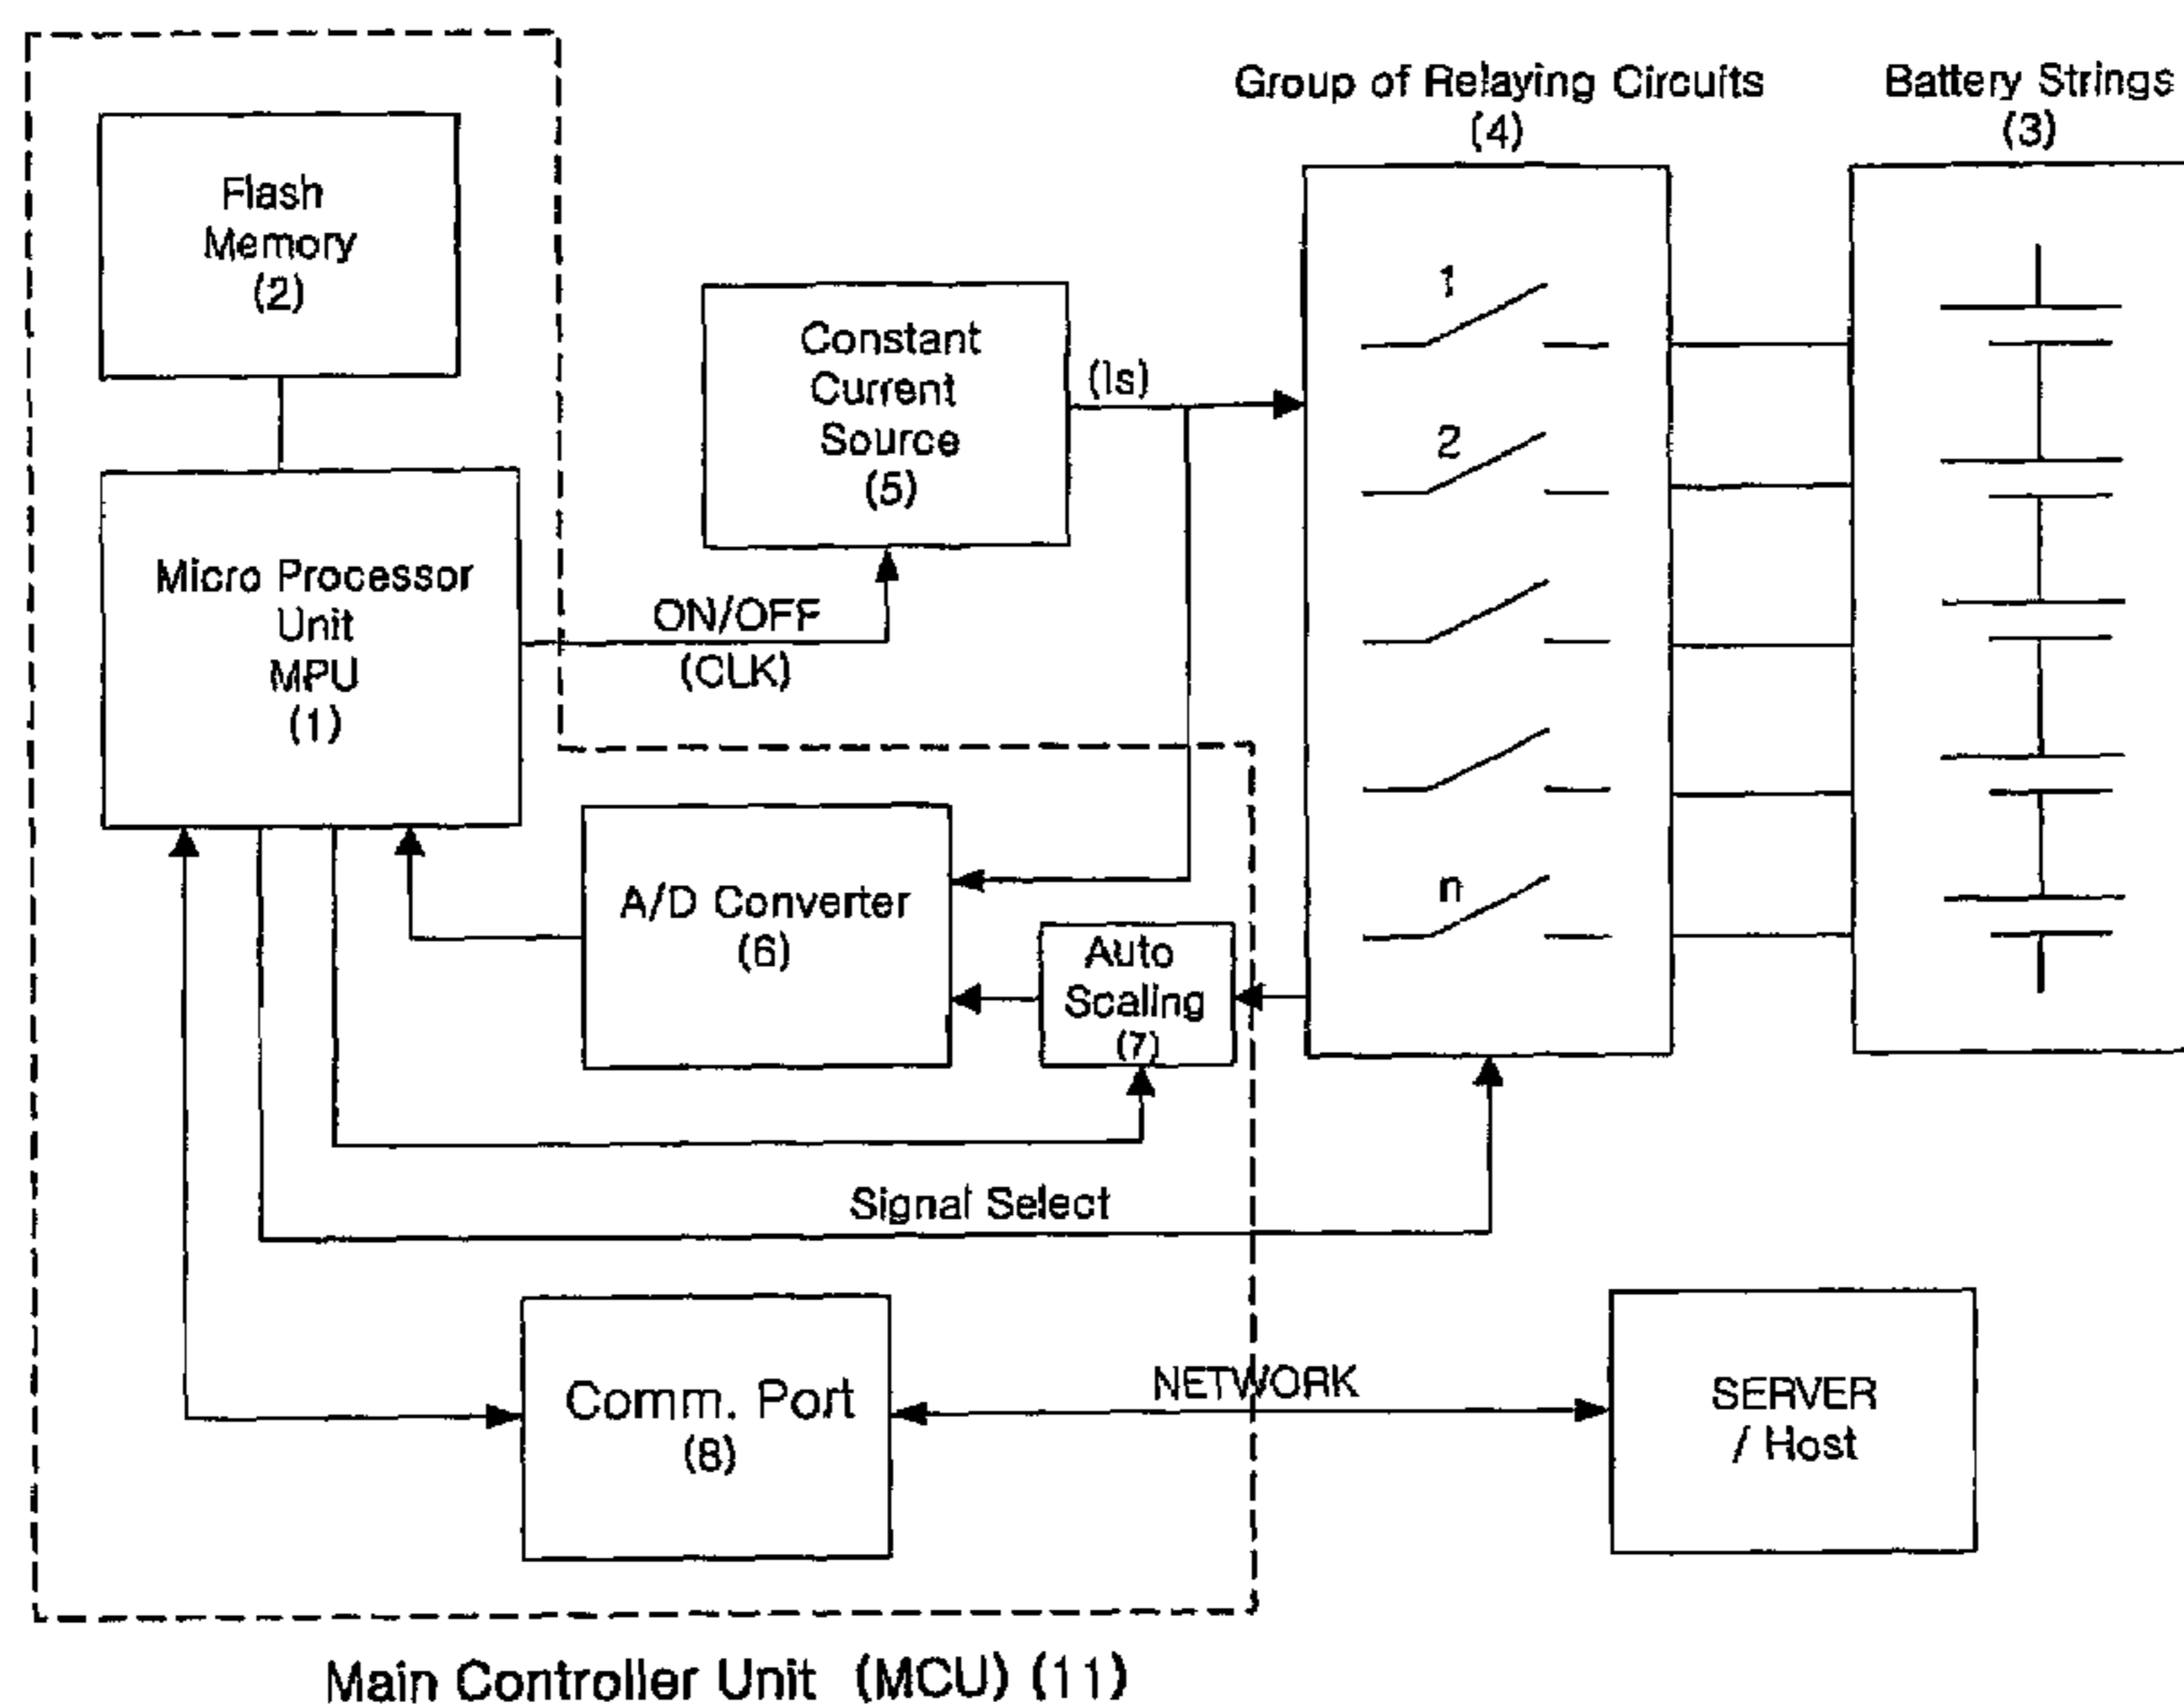 Group of Relaying Circuits
(4)
Battery Strings
(3)
Flash
Memory
(2)
Constant
Current
Source
(5)
(Is)
1
2
n
Micro Processor
Unit
MPU
(1)
ON/OFF
(CLK)
A/D Converter
(6)
Auto
Scaling
(7)
Signal Select
Comm. Port
(8)
NETWORK
SERVER
/ Host
Main Controller Unit (MCU) (11)